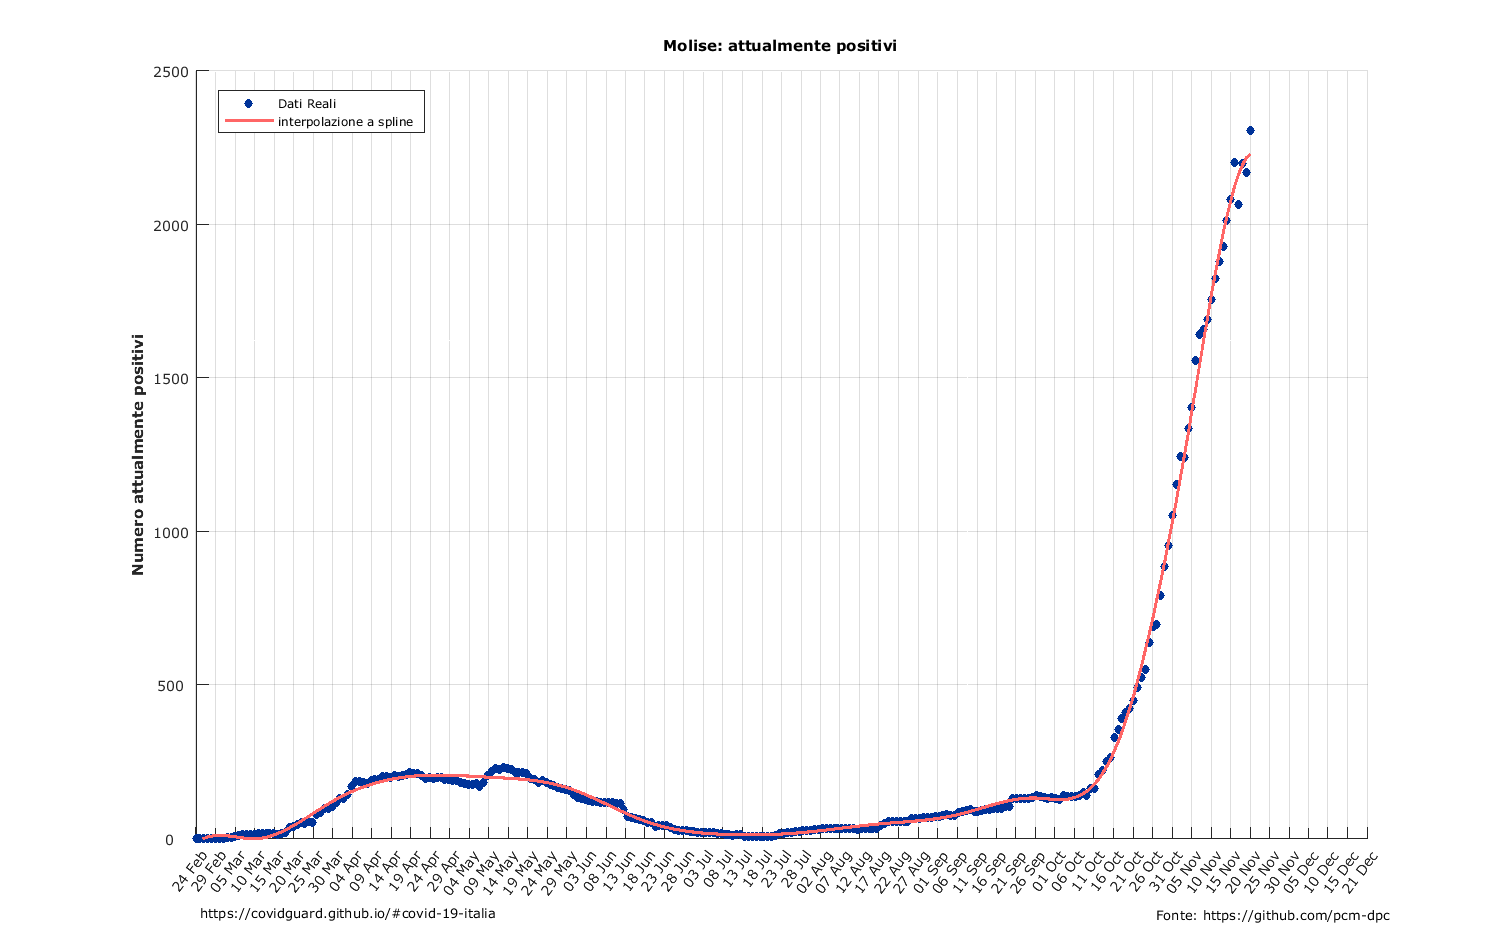 Molise: attualmente positivi
2500
2000
1500
1000
500
0
Numero attualmente positivi
Dati Reali
interpolazione a spline
24 Feb
29 Feb
05 Mar
10 Mar
15 Mar
20 Mar
25 Mar
30 Mar
04 Apr
09 Apr
14 Apr
19 Apr
24 Apr
29 Apr
04 May
09 May
14 May
19 May
24 May
29 May
03 Jun
08 Jun
13 Jun
18 Jun
23 Jun
28 Jun
03 Jul
08 Jul
13 Jul
18 Jul
23 Jul
28 Jul
02 Aug
07 Aug
12 Aug
17 Aug
22 Aug
27 Aug
01 Sep
06 Sep
11 Sep
16 Sep
21 Sep
26 Sep
01 Oct
06 Oct
11 Oct
16 Oct
21 Oct
26 Oct
31 Oct
05 Nov
10 Nov
15 Nov
20 Nov
25 Nov
30 Nov
05 Dec
10 Dec
15 Dec
21 Dec
https://covidguard.github.io/#covid-19-italia
Fonte: https://github.com/pcm-dpc